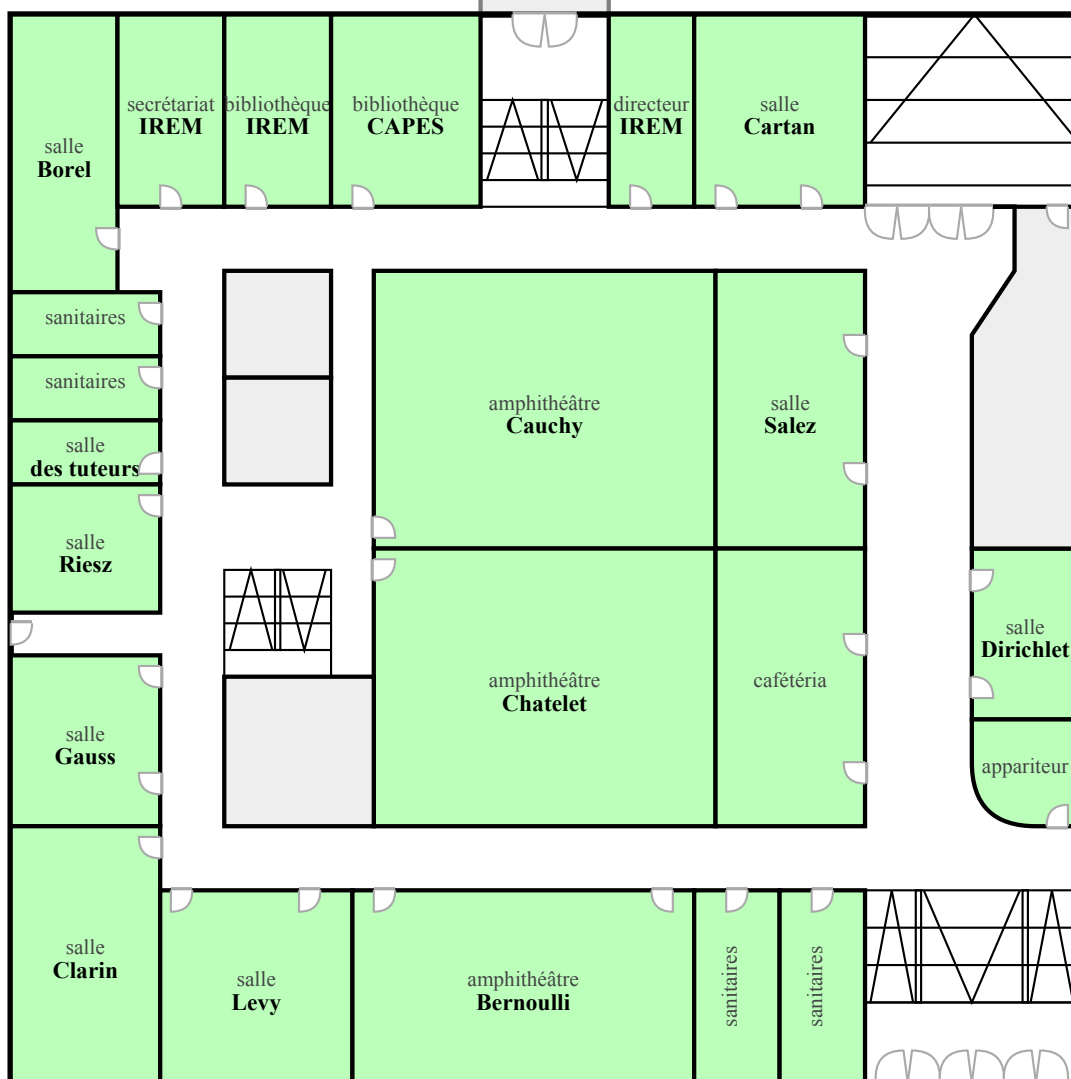 secrétariat
IREM
bibliothèque
IREM
bibliothèque
CAPES
directeur
IREM
salle
Cartan
salle
Borel
sanitaires
sanitaires
salle
des tuteurs
salle
Riesz
amphithéâtre
Cauchy
salle
Salez
salle
Dirichlet
amphithéâtre
Chatelet
cafétéria
salle
Gauss
appariteur
salle
Clarin
salle
Levy
amphithéâtre
Bernoulli
sanitaires
sanitaires